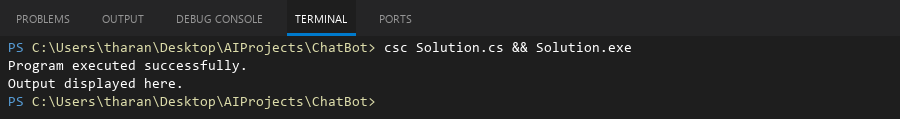 PROBLEMS OUTPUT DEBUG CONSOLE TERMINAL PORTS
PS C:\Users\tharan\Desktop\AIProjects\ChatBot> csc Solution.cs && Solution.exe
Program executed successfully.
Output displayed here.
PS C:\Users\tharan\Desktop\AIProjects\ChatBot>